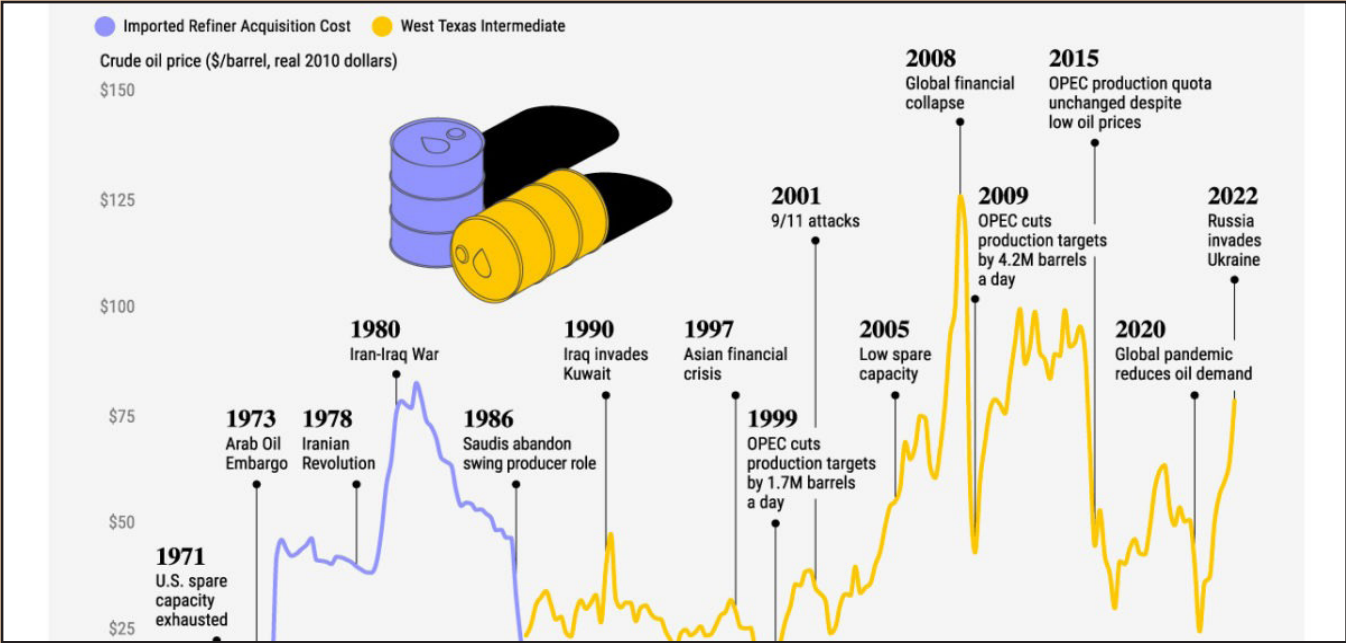 Imported Refiner Acquisition Cost
West Texas Intermediate
Crude oil price ($/barrel, real 2010 dollars)
$150
$125
$100
$75
$50
$25
1971
U.S. spare
capacity
exhausted
1973
Arab Oil
Embargo
1978
Iranian
Revolution
1980
Iran-Iraq War
1986
Saudis abandon
swing producer role
1990
Iraq invades
Kuwait
1997
Asian financial
crisis
1999
OPEC cuts
production targets
by 1.7M barrels
a day
2001
9/11 attacks
2005
Low spare
capacity
2008
Global financial
collapse
2009
OPEC cuts
production targets
by 4.2M barrels
a day
2015
OPEC production quota
unchanged despite
low oil prices
2020
Global pandemic
reduces oil demand
2022
Russia
invades
Ukraine